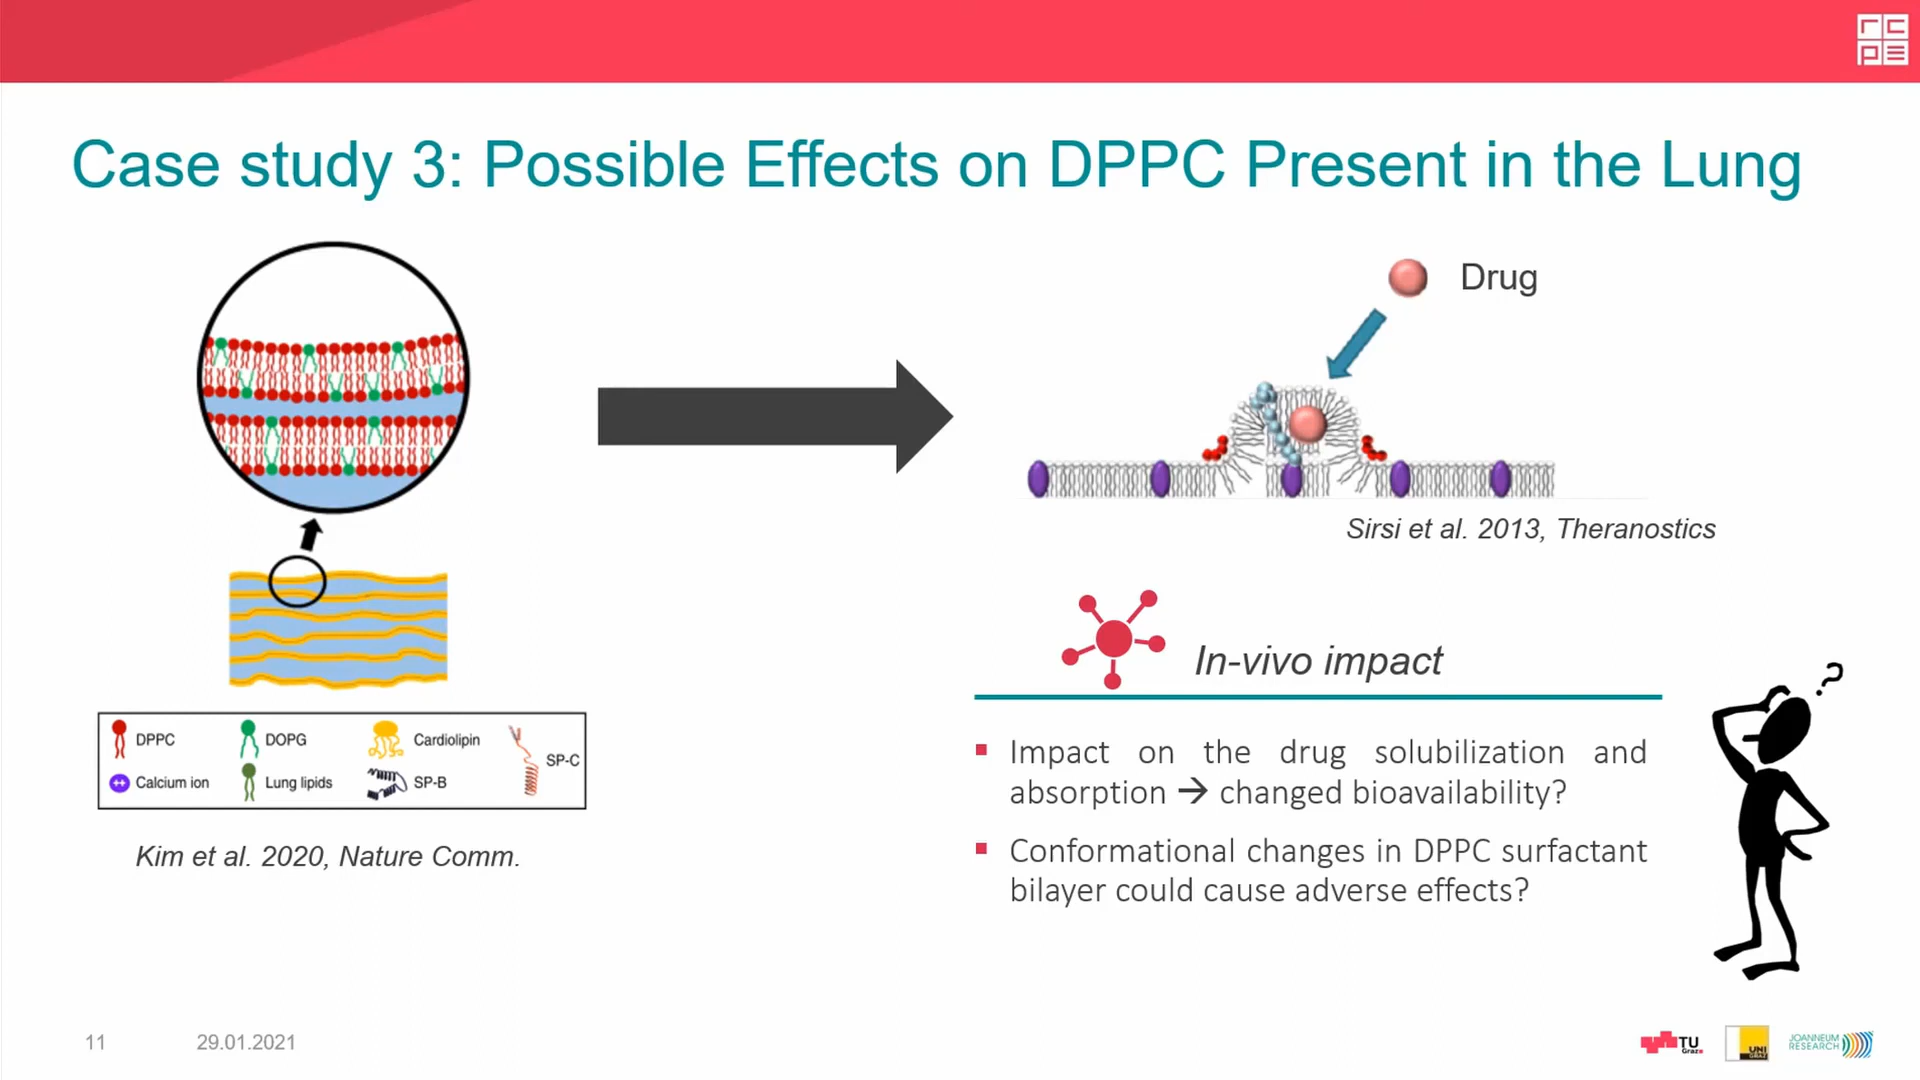 rcpe
Case study 3: Possible Effects on DPPC Present in the Lung
Drug
Sirsi et al. 2013, Theranostics
DPPC
DOPG
Cardiolipin
SP-C
++ Calcium ion
Lung lipids
SP-B
Kim et al. 2020, Nature Comm.
In-vivo impact
?
▪ Impact on the drug solubilization and
absorption → changed bioavailability?
▪ Conformational changes in DPPC surfactant
bilayer could cause adverse effects?
11
29.01.2021
TU
Graz
UNI
GRAZ
JOANNEUM
RESEARCH